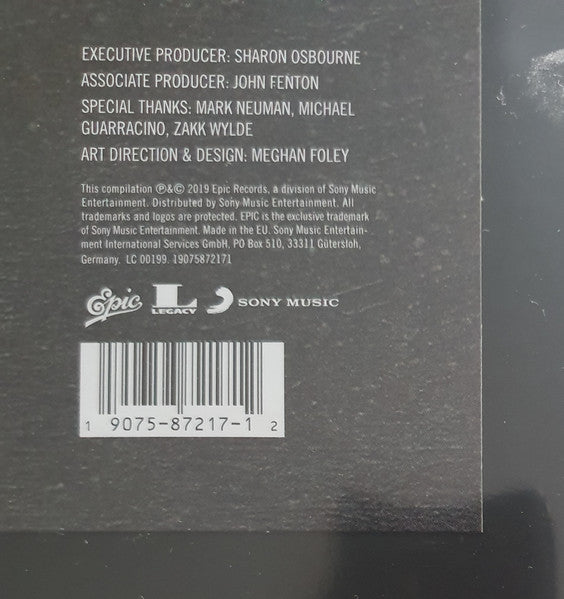 EXECUTIVE PRODUCER: SHARON OSBOURNE
ASSOCIATE PRODUCER: JOHN FENTON
SPECIAL THANKS: MARK NEUMAN, MICHAEL
GUARRACINO, ZAKK WYLDE
ART DIRECTION & DESIGN: MEGHAN FOLEY
This compilation ℗&© 2019 Epic Records, a division of Sony Music
Entertainment. Distributed by Sony Music Entertainment. All
trademarks and logos are protected. EPIC is the exclusive trademark
of Sony Music Entertainment. Made in the EU. Sony Music Entertain-
ment International Services GmbH, PO Box 510, 33311 Gütersloh,
Germany. LC 00199. 19075872171
Epic L LEGACY SONY MUSIC
1 9075-87217-1 2